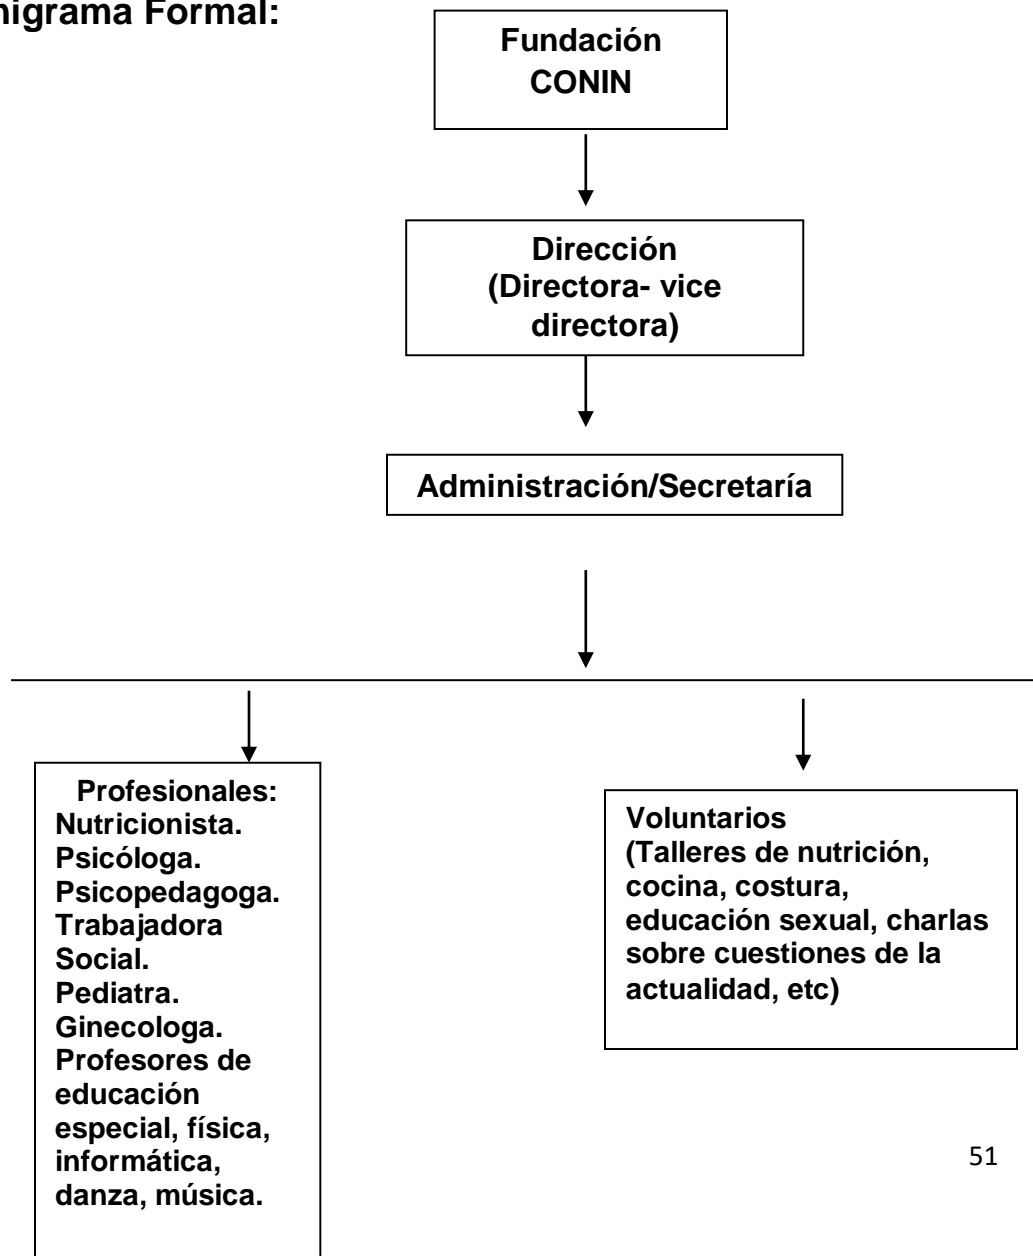 nigrama Formal:
Fundación
CONIN
Dirección
(Directora- vice
directora)
Administración/Secretaría
Profesionales:
Nutricionista.
Psicóloga.
Psicopedagoga.
Trabajadora
Social.
Pediatra.
Ginecologa.
Profesores de
educación
especial, física,
informática,
danza, música.
Voluntarios
(Talleres de nutrición,
cocina, costura,
educación sexual, charlas
sobre cuestiones de la
actualidad, etc)
51